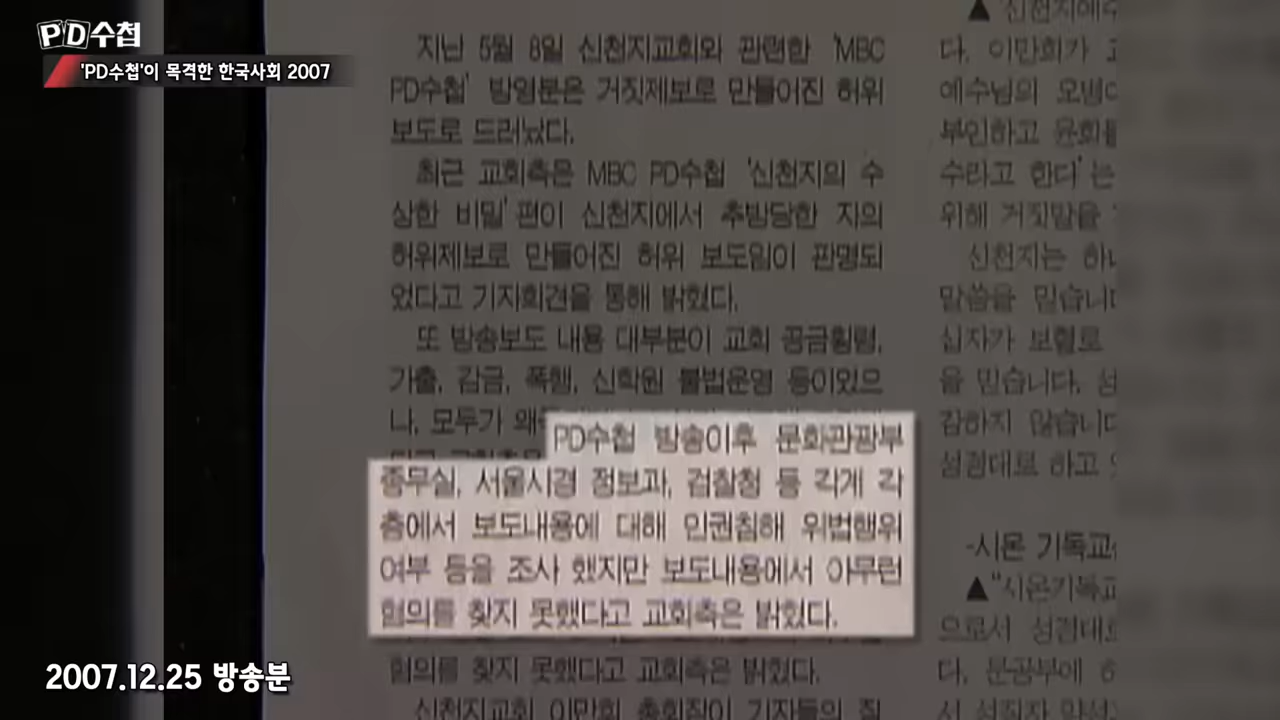 PD수첩
'PD수첩'이 목격한 한국사회 2007
지난 5월 8일 신천지교회와 관련한 'MBC
PD수첩' 방영분은 거짓제보로 만들어진 허위
보도로 드러났다.
최근 교회측은 MBC PD수첩 '신천지의 수
상한 비밀'편이 신천지에서 추방당한 자의
허위제보로 만들어진 허위 보도임이 판명되
었다고 기자회견을 통해 밝혔다.
또 방송보도 내용 대부분이 교회 공금횡령,
가출, 감금, 폭행, 신학원 불법운영 등이있으
나, 모두가
PD수첩 방송이후 문화관광부
종무실, 서울시경 정보과, 검찰청 등 각계 각
층에서 보도내용에 대해 인권침해 위법행위
여부 등을 조사 했지만 보도내용에서 아무런
혐의를 찾지 못했다고 교회측은 밝혔다.
혐의를 찾지 못했다고 교회측은 밝혔다.
신천지교회 이만희 총회장이 기자들의 질
▲ 신천지예수
다. 이만희가
예수님의
부인하고
수라고 한다'는
위해 거짓말을
신천지는
말씀을 믿습니
십자가 보혈로
을 믿습니다.
감하지 않습니다
성경대로 하고
-시온 기독교
▲"시온기독교
으로서 성경대로
다. 문공부에
2007.12.25 방송분